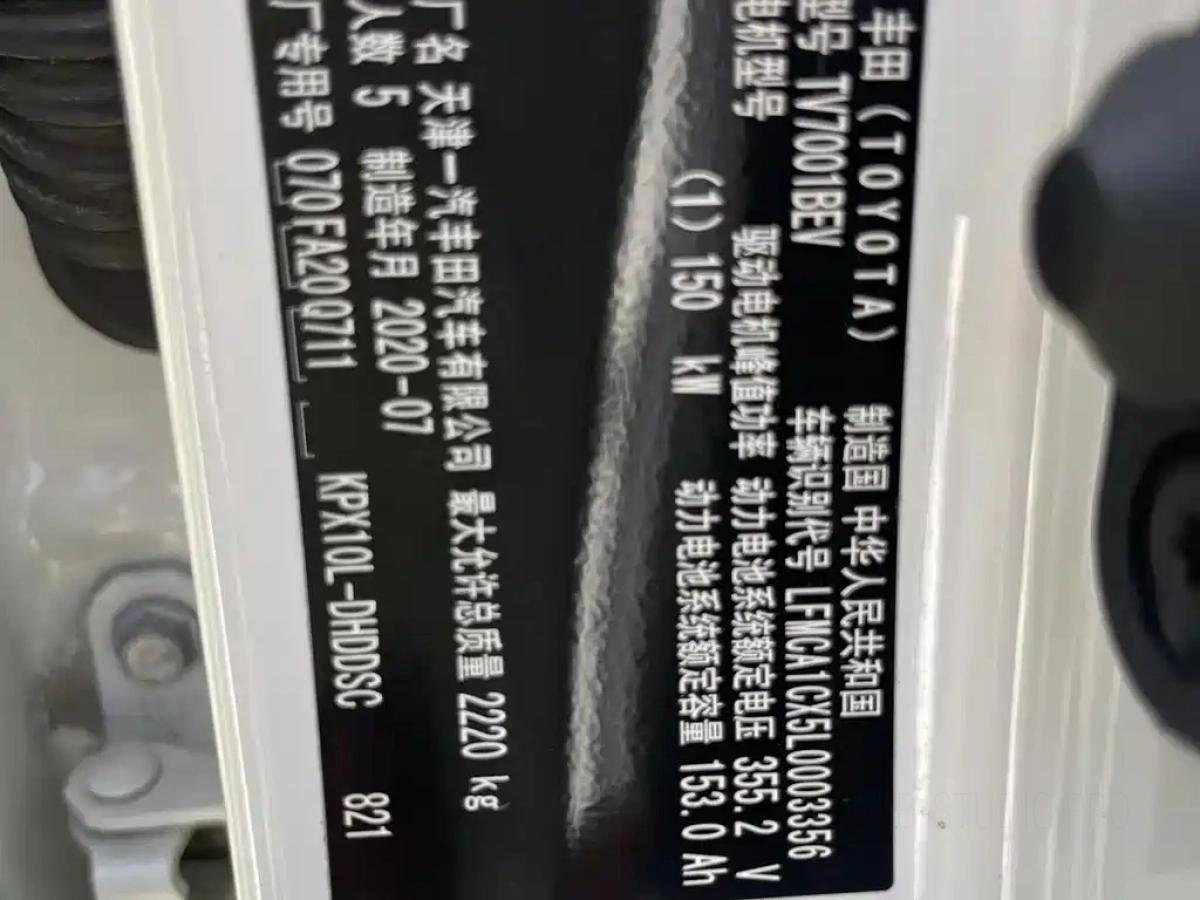 丰田 (TOYOTA) 制造国 中华人民共和国
型号 TV7001BEV 车辆识别代号 LFMCA1CX5L0003356
电机型号 驱动电机峰值功率 动力电池系统额定电压 355.2 V
(1) 150 kW 动力电池系统额定容量 153.0 Ah
厂名 天津一汽丰田汽车有限公司 最大允许总质量 2220 kg
人数 5 制造年月 2020-07
厂专用号 070FA20Q711 KPX10L-DHDDSC 821